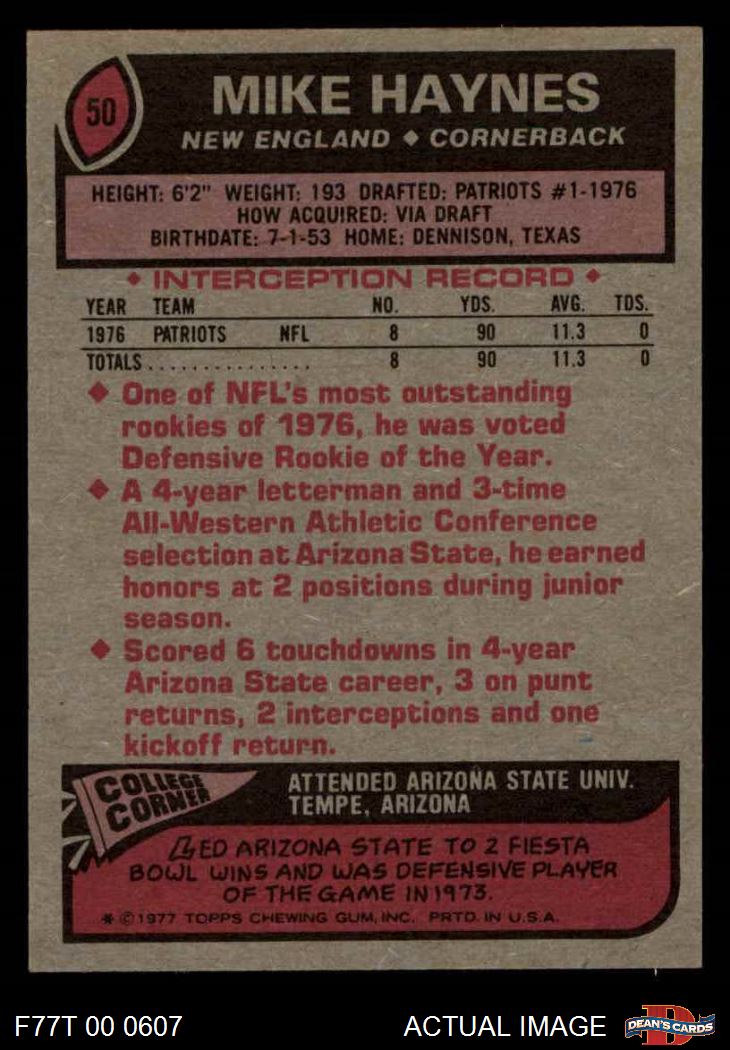 50
MIKE HAYNES
NEW ENGLAND ◆ CORNERBACK
HEIGHT: 6'2" WEIGHT: 193 DRAFTED: PATRIOTS #1-1976
HOW ACQUIRED: VIA DRAFT
BIRTHDATE: 7-1-53 HOME: DENNISON, TEXAS
◆ INTERCEPTION RECORD ◆
YEAR TEAM NO. YDS. AVG. TDS.
1976 PATRIOTS NFL 8 90 11.3 0
TOTALS................ 8 90 11.3 0
◆ One of NFL's most outstanding
rookies of 1976, he was voted
Defensive Rookie of the Year.
◆ A 4-year letterman and 3-time
All-Western Athletic Conference
selection at Arizona State, he earned
honors at 2 positions during junior
season.
◆ Scored 6 touchdowns in 4-year
Arizona State career, 3 on punt
returns, 2 interceptions and one
kickoff return.
COLLEGE
CORNER
ATTENDED ARIZONA STATE UNIV.
TEMPE, ARIZONA
LED ARIZONA STATE TO 2 FIESTA
BOWL WINS AND WAS DEFENSIVE PLAYER
OF THE GAME IN 1973.
* © 1977 TOPPS CHEWING GUM, INC. PRTD. IN U.S.A.
F77T 00 0607
ACTUAL IMAGE
D
DEAN'S CARDS